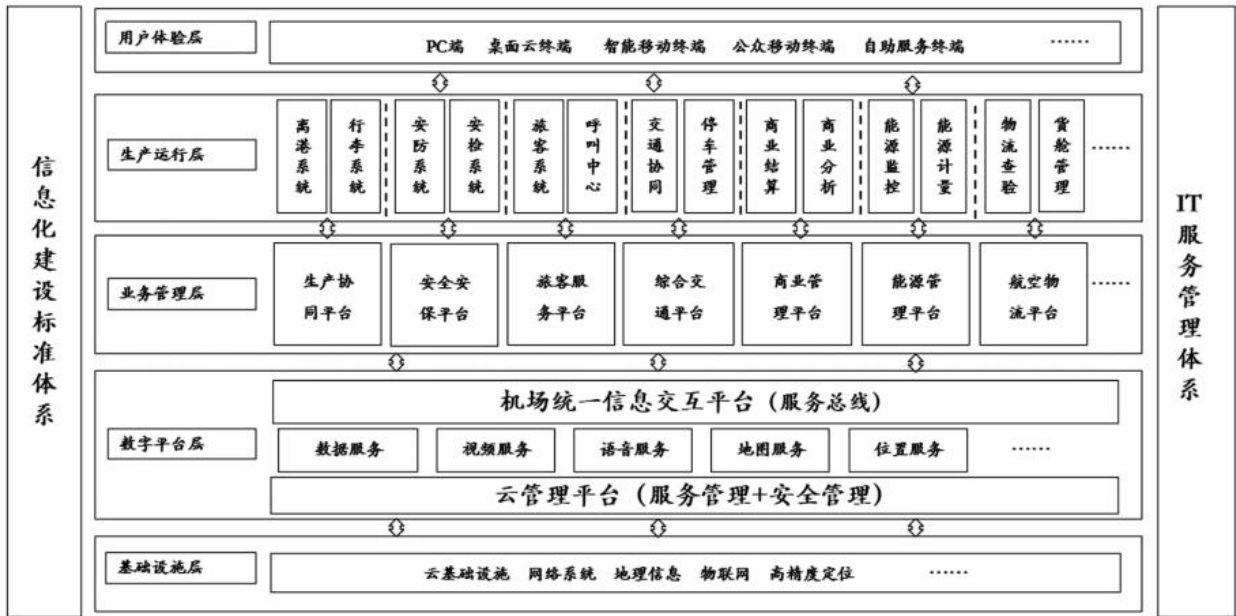 信息化建设标准体系
用户体验层
PC端 桌面云终端 智能移动终端 公众移动终端 自助服务终端 ……
生产运行层
离港系统
行李系统
安防系统
安检系统
旅客系统
呼叫中心
交通协同
停车管理
商业结算
商业分析
能源监控
能源计量
物流查验
货舱管理
……
业务管理层
生产协
同平台
安全安
保平台
旅客服
务平台
综合交
通平台
商业管
理平台
能源管
理平台
航空物
流平台
……
数字平台层
机场统一信息交互平台（服务总线）
数据服务 视频服务 语音服务 地图服务 位置服务 ……
云管理平台（服务管理+安全管理）
基础设施层
云基础设施 网络系统 地理信息 物联网 高精度定位 ……
IT服务管理体系